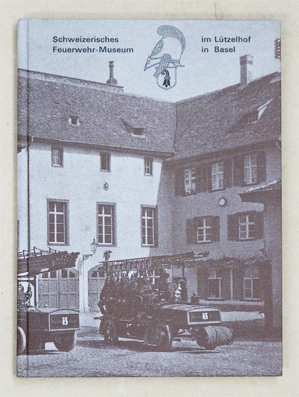 Schweizerisches
Feuerwehr-Museum
im Lützelhof
in Basel